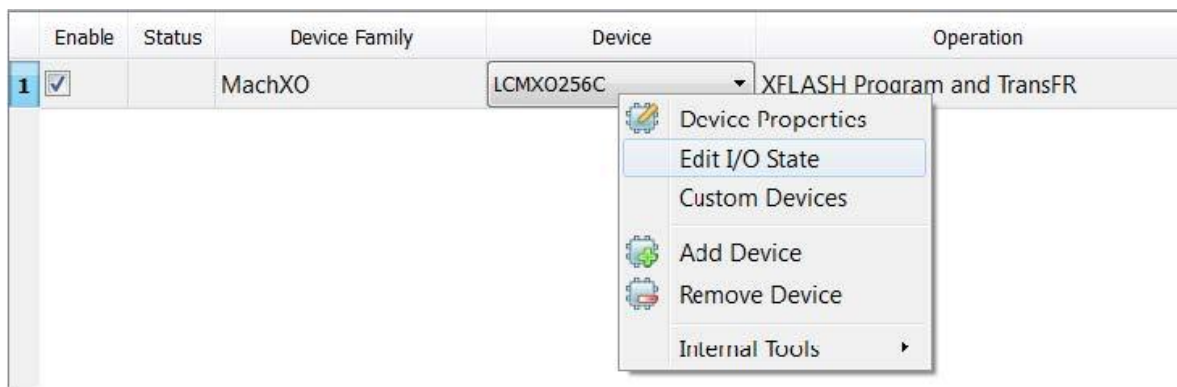 Enable Status Device Family Device Operation
1 MachXO LCMXO256C XFLASH Program and TransFR
Device Properties
Edit I/O State
Custom Devices
Add Device
Remove Device
Internal Tools